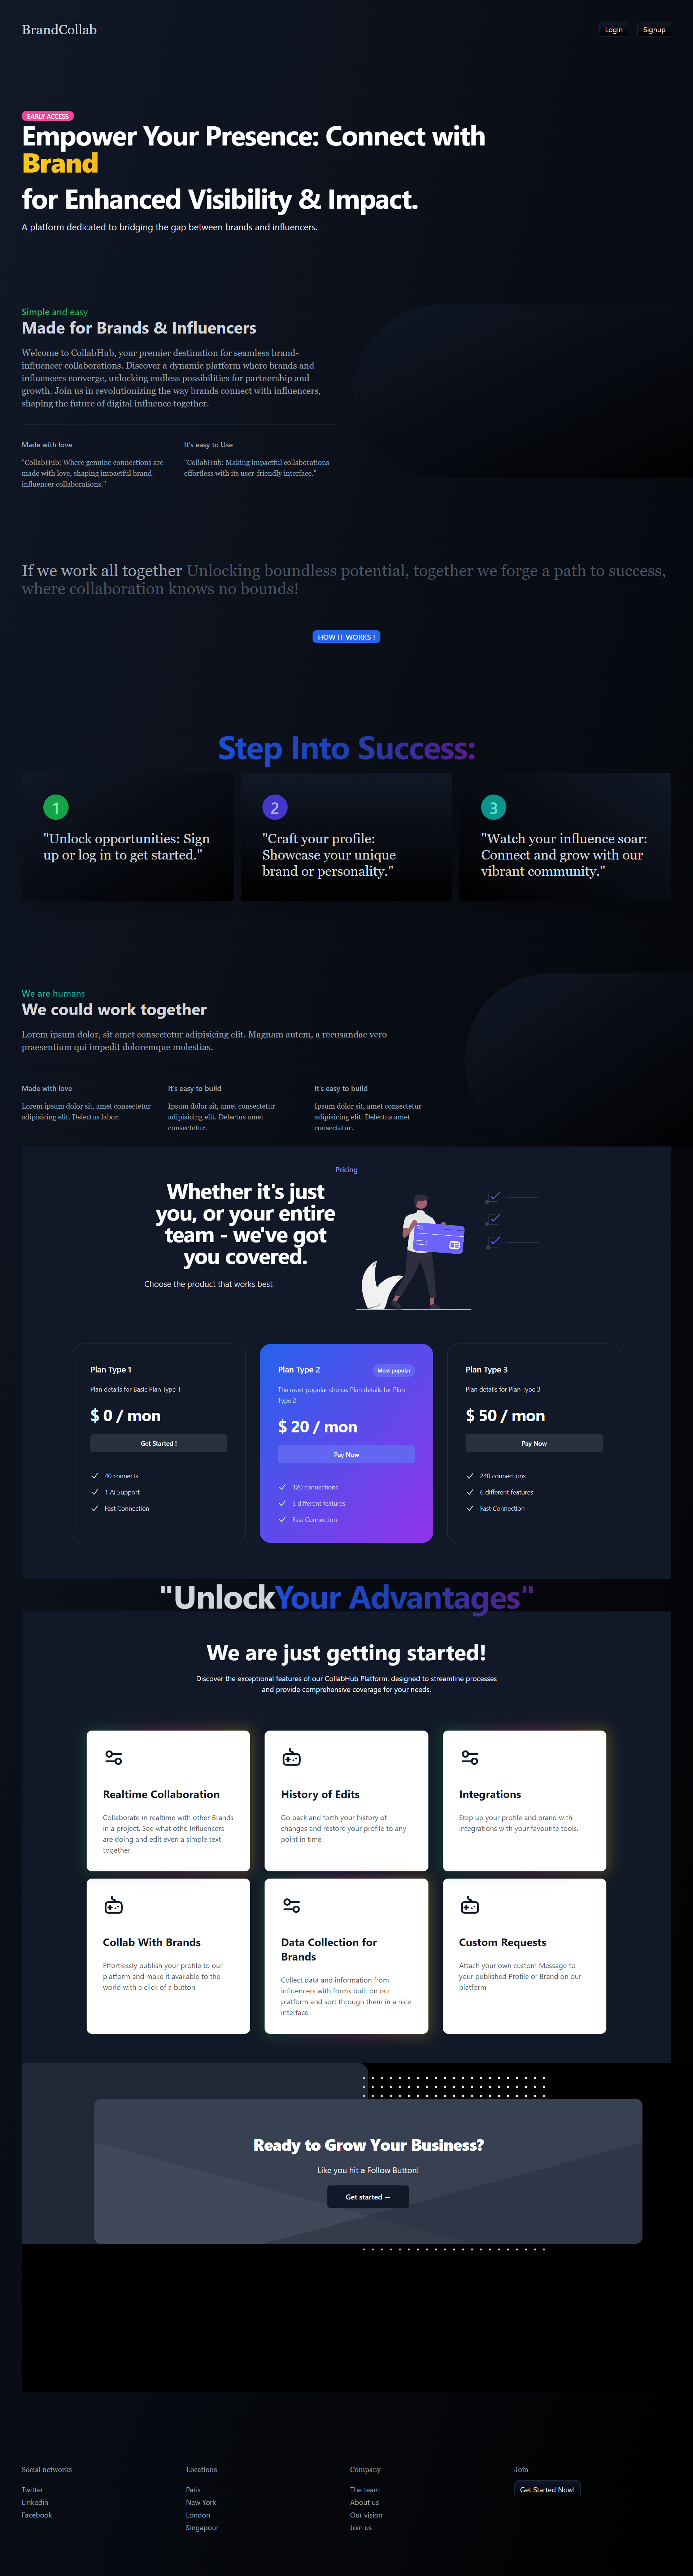 BrandCollab
Login
Signup
EARLY ACCESS
Empower Your Presence: Connect with
Brand
for Enhanced Visibility & Impact.
A platform dedicated to bridging the gap between brands and influencers.
Simple and easy
Made for Brands & Influencers
Welcome to CollabHub, your premier destination for seamless brand-
influencer collaborations. Discover a dynamic platform where brands and
influencers converge, unlocking endless possibilities for partnership and
growth. Join us in revolutionizing the way brands connect with influencers,
shaping the future of digital influence together.
Made with love
"CollabHub: Where genuine connections are
made with love, shaping impactful brand-
influencer collaborations."
It's easy to Use
"CollabHub: Making impactful collaborations
effortless with its user-friendly interface."
If we work all together Unlocking boundless potential, together we forge a path to success,
where collaboration knows no bounds!
HOW IT WORKS !
Step Into Success:
1
"Unlock opportunities: Sign
up or log in to get started."
2
"Craft your profile:
Showcase your unique
brand or personality."
3
"Watch your influence soar:
Connect and grow with our
vibrant community."
We are humans
We could work together
Lorem ipsum dolor, sit amet consectetur adipisicing elit. Magnam autem, a recusandae vero
praesentium qui impedit doloremque molestias.
Made with love
Lorem ipsum dolor sit, amet consectetur
adipisicing elit. Delectus labor.
It's easy to build
Ipsum dolor sit, amet consectetur
adipisicing elit. Delectus amet
consectetur.
It's easy to build
Ipsum dolor sit, amet consectetur
adipisicing elit. Delectus amet
consectetur.
Pricing
Whether it's just
you, or your entire
team - we've got
you covered.
Choose the product that works best
Plan Type 1
Plan details for Basic Plan Type 1
$ 0 / mon
Get Started !
40 connects
1 Ai Support
Fast Connection
Plan Type 2
Most popular
The most popular choice. Plan details for Plan
Type 2
$ 20 / mon
Pay Now
120 connections
3 different features
Fast Connection
Plan Type 3
Plan details for Plan Type 3
$ 50 / mon
Pay Now
240 connections
6 different features
Fast Connection
"UnlockYour Advantages"
We are just getting started!
Discover the exceptional features of our CollabHub Platform, designed to streamline processes
and provide comprehensive coverage for your needs.
Realtime Collaboration
Collaborate in realtime with other Brands
in a project. See what othe Influencers
are doing and edit even a simple text
together
History of Edits
Go back and forth your history of
changes and restore your profile to any
point in time
Integrations
Step up your profile and brand with
integrations with your favourite tools.
Collab With Brands
Effortlessly publish your profile to our
platform and make it available to the
world with a click of a button
Data Collection for
Brands
Collect data and information from
influencers with forms built on our
platform and sort through them in a nice
interface
Custom Requests
Attach your own custom Message to
your published Profile or Brand on our
platform
Ready to Grow Your Business?
Like you hit a Follow Button!
Get started →
Social networks
Twitter
Linkedin
Facebook
Locations
Paris
New York
London
Singapour
Company
The team
About us
Our vision
Join us
Join
Get Started Now!